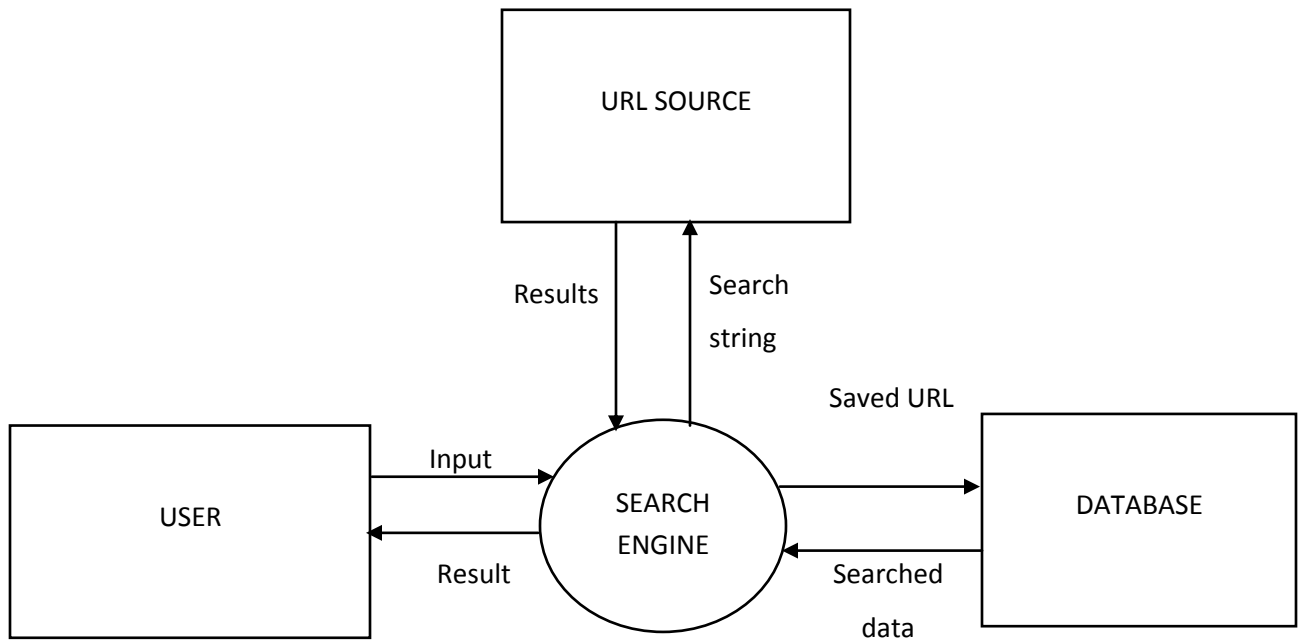 URL SOURCE
Results
Search
string
Saved URL
Input
USER
SEARCH
ENGINE
DATABASE
Result
Searched
data